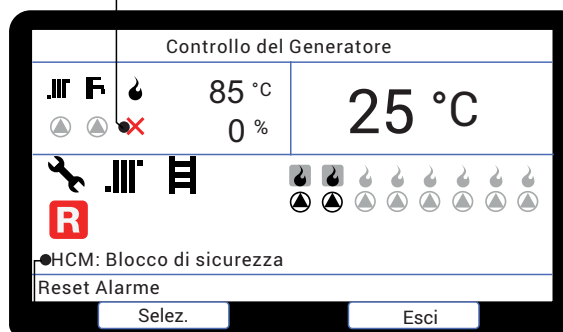 Controllo del Generatore
85 °C
0 %
25 °C
R
HCM: Blocco di sicurezza
Reset Alarme
Selez.
Esci